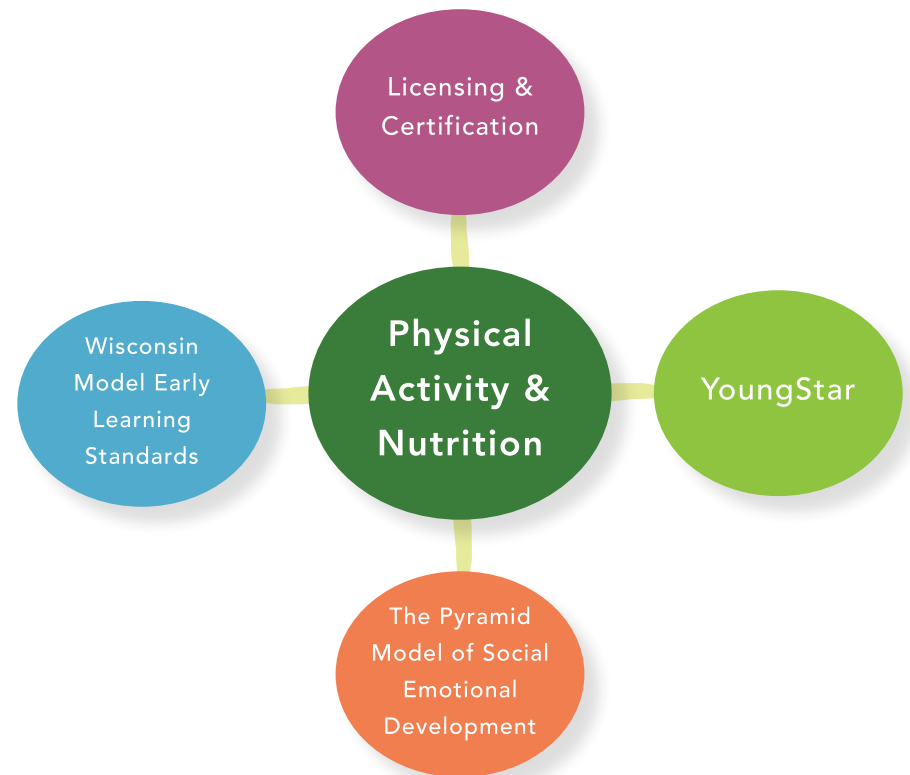 Licensing &
Certification
Physical
Activity &
Nutrition
Wisconsin
Model Early
Learning
Standards
YoungStar
The Pyramid
Model of Social
Emotional
Development